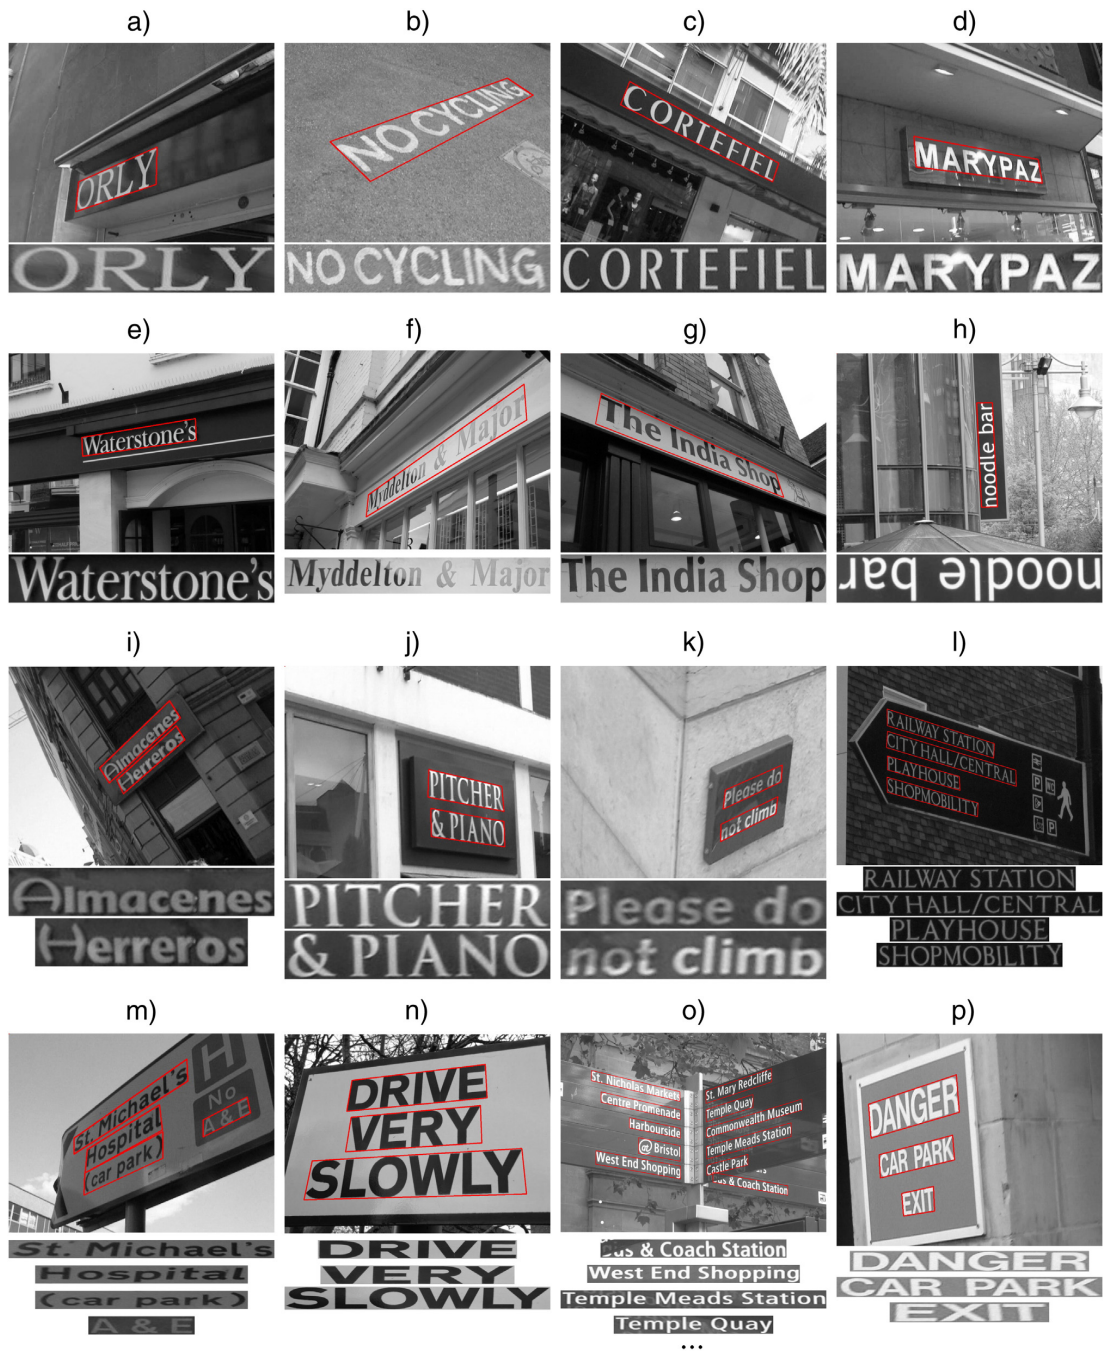 a)
b)
c)
d)
ORLY
NO CYCLING
CORTEFIEL
MARYPAZ
ORLY
NO CYCLING
CORTEFIEL
MARYPAZ
e)
f)
g)
h)
Waterstone's
Myddelton & Major
The India Shop
noodle bar
Waterstone's
Myddelton & Major
The India Shop
noodle bar
i)
j)
k)
l)
Almacenes
Herreros
PITCHER
& PIANO
Please do
not climb
RAILWAY STATION
CITY HALL/CENTRAL
PLAYHOUSE
SHOPMOBILITY
P WC
P
Almacenes
Herreros
PITCHER
& PIANO
Please do
not climb
RAILWAY STATION
CITY HALL/CENTRAL
PLAYHOUSE
SHOPMOBILITY
m)
n)
o)
p)
St. Michael's
Hospital
(car park)
H
No
A & E
DRIVE
VERY
SLOWLY
St. Nicholas Markets
Centre Promenade
Harbourside
@Bristol
West End Shopping
St. Mary Redcliffe
Temple Quay
Commonwealth Museum
Temple Meads Station
Castle Park
& Coach Station
DANGER
CAR PARK
EXIT
St. Michael's
Hospital
(car park)
A & E
DRIVE
VERY
SLOWLY
& Coach Station
West End Shopping
Temple Meads Station
Temple Quay
...
DANGER
CAR PARK
EXIT